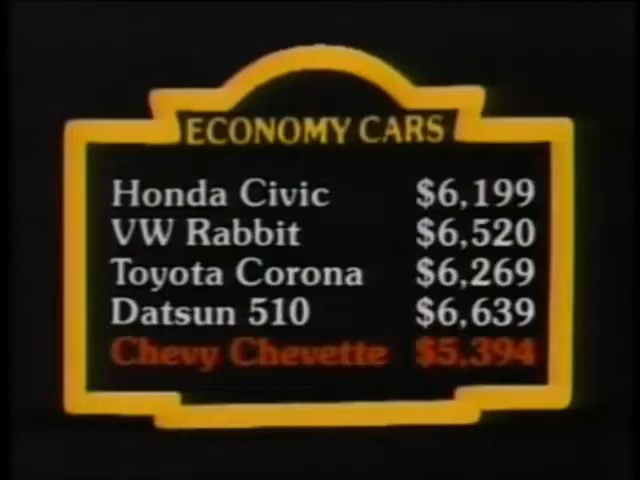 ECONOMY CARS
Honda Civic $6,199
VW Rabbit $6,520
Toyota Corona $6,269
Datsun 510 $6,639
Chevy Chevette $5,394